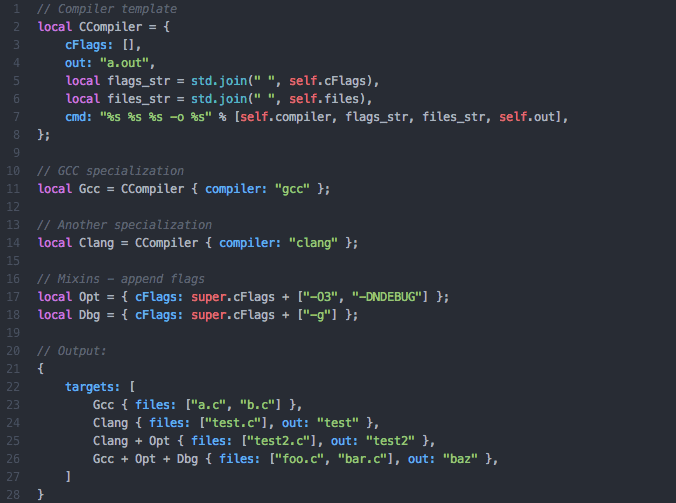 1 // Compiler template
2 local CCompiler = {
3     cFlags: [],
4     out: "a.out",
5     local flags_str = std.join(" ", self.cFlags),
6     local files_str = std.join(" ", self.files),
7     cmd: "%s %s %s -o %s" % [self.compiler, flags_str, files_str, self.out],
8 };
9
10 // GCC specialization
11 local Gcc = CCompiler { compiler: "gcc" };
12
13 // Another specialization
14 local Clang = CCompiler { compiler: "clang" };
15
16 // Mixins - append flags
17 local Opt = { cFlags: super.cFlags + ["-O3", "-DNDEBUG"] };
18 local Dbg = { cFlags: super.cFlags + ["-g"] };
19
20 // Output:
21 {
22     targets: [
23         Gcc { files: ["a.c", "b.c"] },
24         Clang { files: ["test.c"], out: "test" },
25         Clang + Opt { files: ["test2.c"], out: "test2" },
26         Gcc + Opt + Dbg { files: ["foo.c", "bar.c"], out: "baz" },
27     ]
28 }